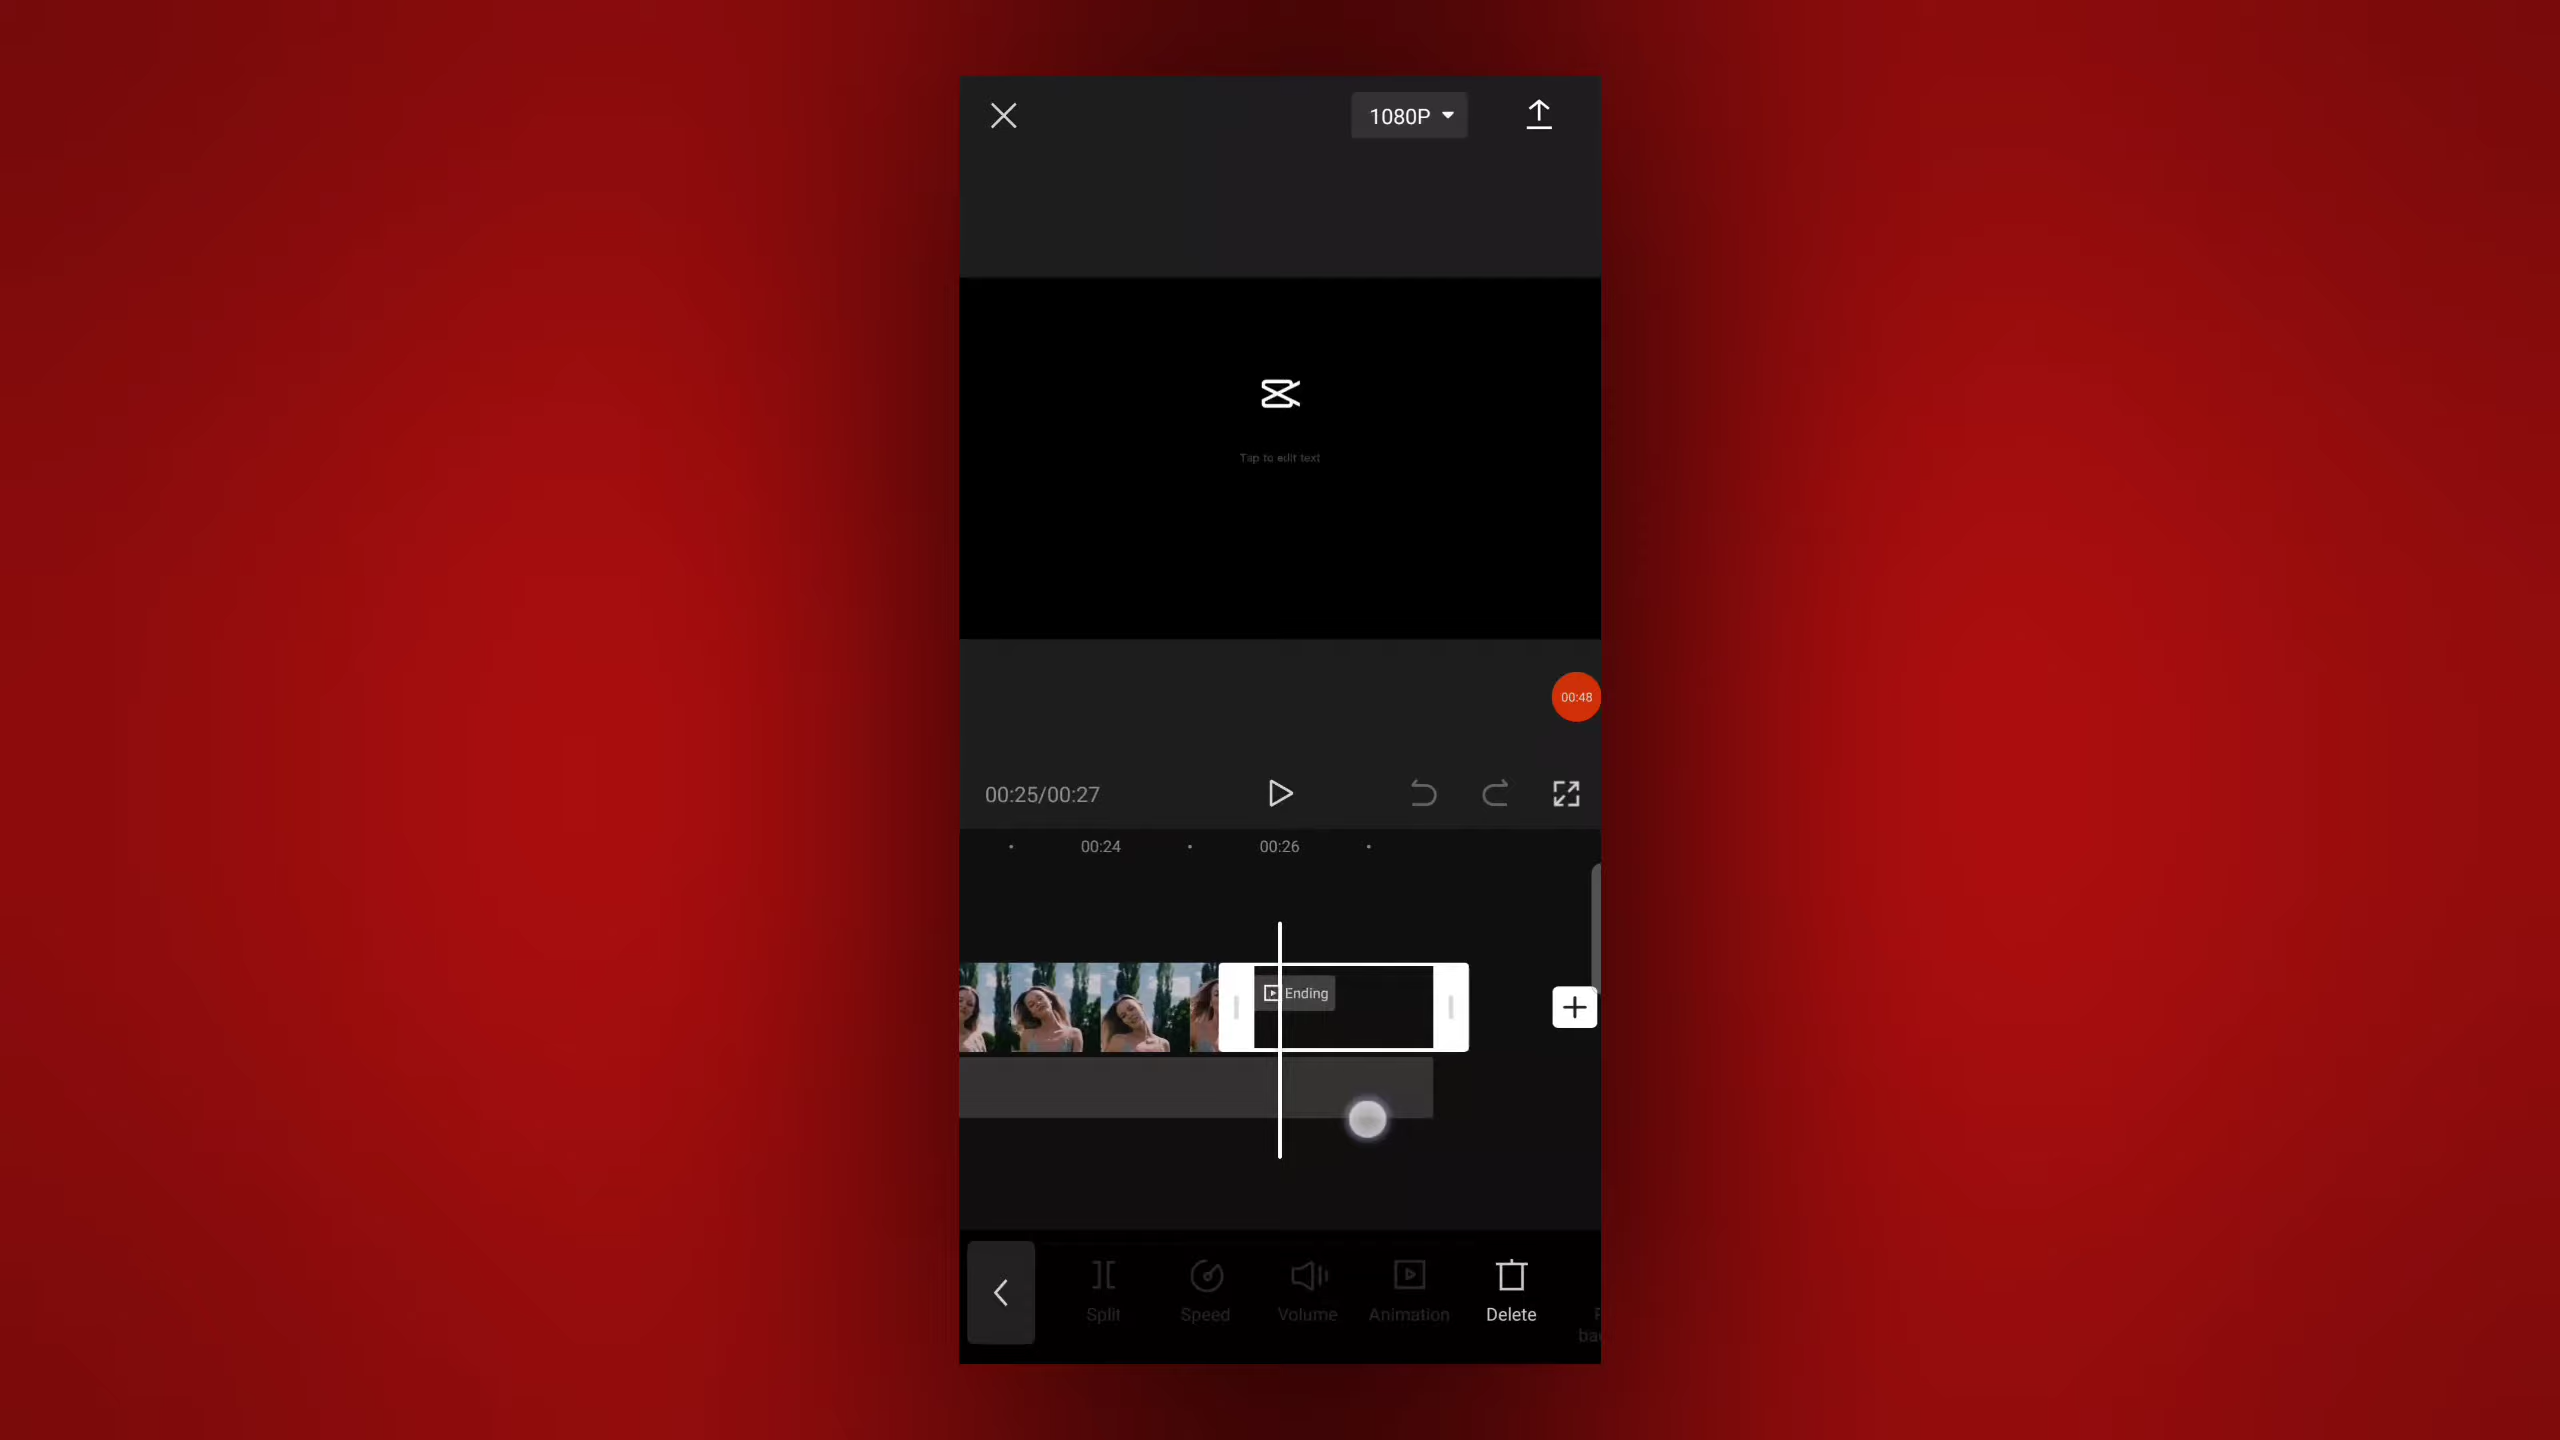 1080P
Tap to edit text
00:48
00:25/00:27
00:24
00:26
Ending
Split
Speed
Volume
Animation
Delete